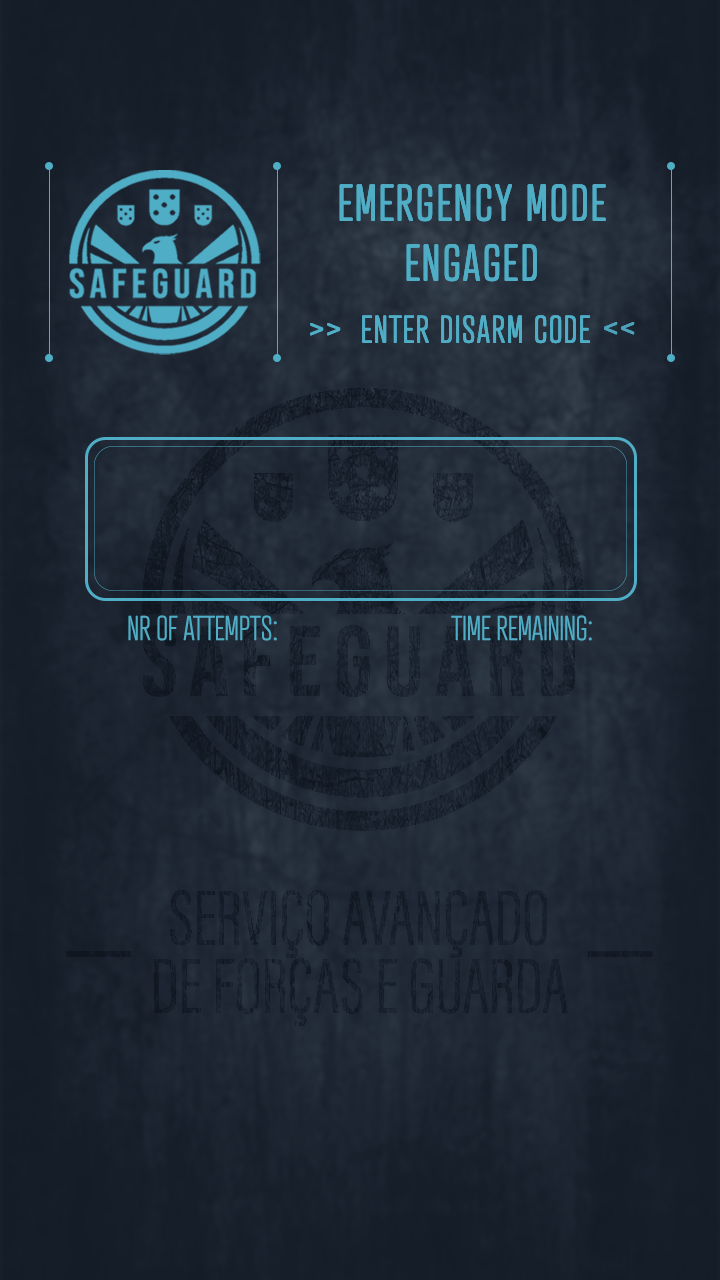 SAFEGUARD
EMERGENCY MODE
ENGAGED
>> ENTER DISARM CODE <<
NR OF ATTEMPTS:
TIME REMAINING:
SAFEGUARD
SERVIÇO AVANÇADO
DE FORÇAS E GUARDA